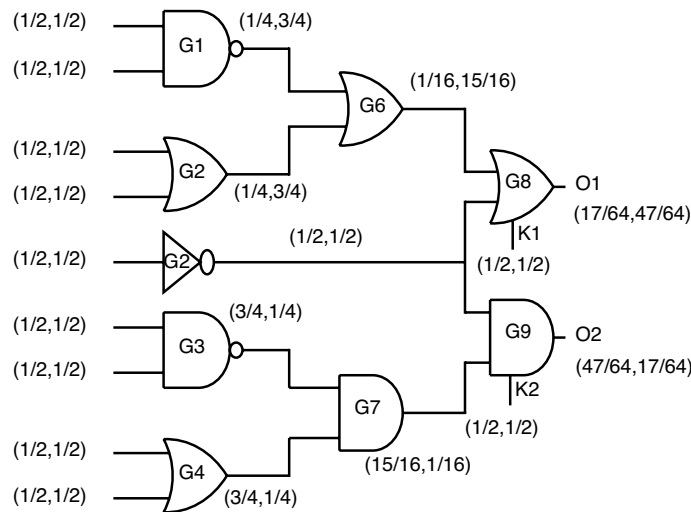 (1/2,1/2)
(1/4,3/4)
G1
(1/2,1/2)
(1/16,15/16)
G6
(1/2,1/2)
G2
(1/2,1/2)
(1/4,3/4)
G8
O1
(17/64,47/64)
K1
(1/2,1/2)
(1/2,1/2)
(1/2,1/2)
G2
(1/2,1/2)
(3/4,1/4)
G3
(1/2,1/2)
G9
O2
(47/64,17/64)
K2
(1/2,1/2)
G7
(15/16,1/16)
(1/2,1/2)
G4
(1/2,1/2)
(3/4,1/4)